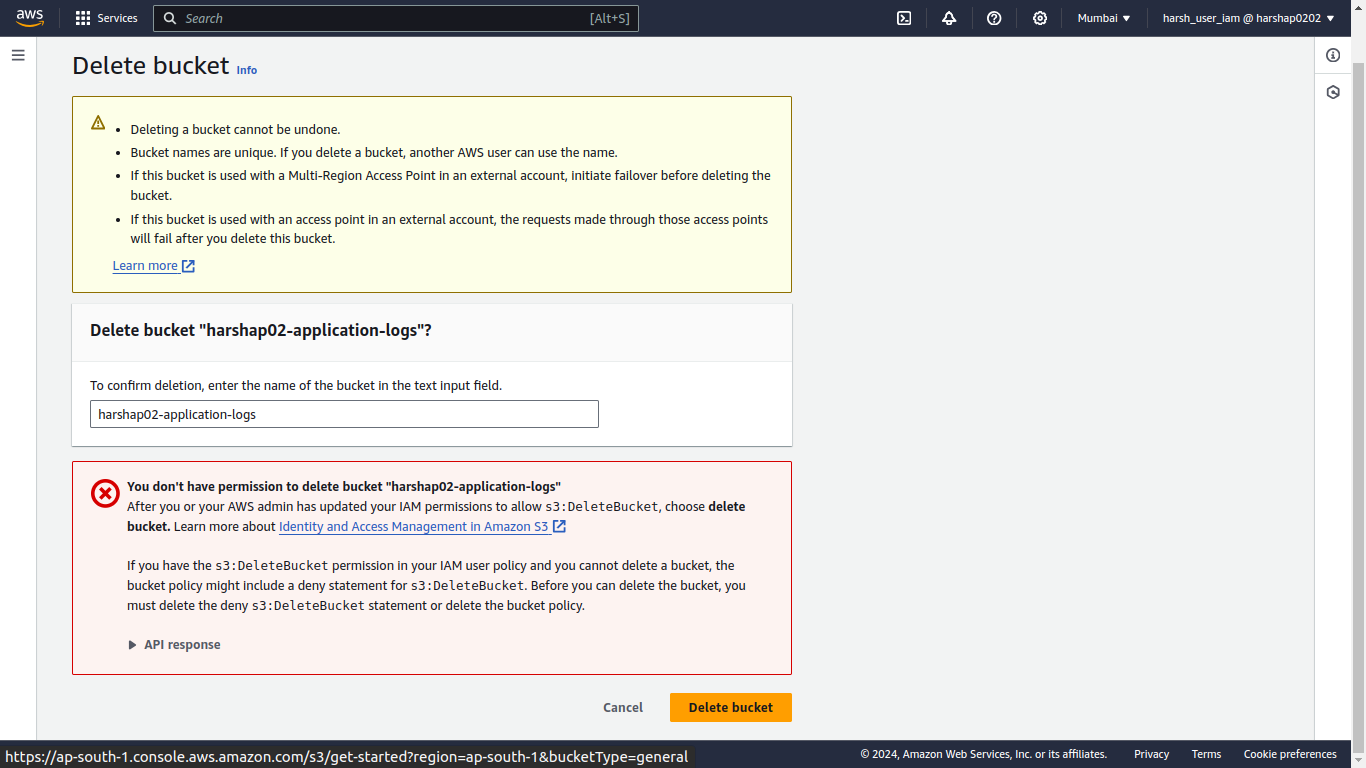 aws
Services
Search [Alt+S]
Mumbai ▼
harsh_user_iam @ harshap0202 ▼
Delete bucket Info
• Deleting a bucket cannot be undone.
• Bucket names are unique. If you delete a bucket, another AWS user can use the name.
• If this bucket is used with a Multi-Region Access Point in an external account, initiate failover before deleting the
bucket.
• If this bucket is used with an access point in an external account, the requests made through those access points
will fail after you delete this bucket.
Learn more
Delete bucket "harshap02-application-logs"?
To confirm deletion, enter the name of the bucket in the text input field.
harshap02-application-logs
You don't have permission to delete bucket "harshap02-application-logs"
After you or your AWS admin has updated your IAM permissions to allow s3:DeleteBucket, choose delete
bucket. Learn more about Identity and Access Management in Amazon S3
If you have the s3:DeleteBucket permission in your IAM user policy and you cannot delete a bucket, the
bucket policy might include a deny statement for s3:DeleteBucket. Before you can delete the bucket, you
must delete the deny s3:DeleteBucket statement or delete the bucket policy.
▶ API response
Cancel
Delete bucket
https://ap-south-1.console.aws.amazon.com/s3/get-started?region=ap-south-1&bucketType=general
© 2024, Amazon Web Services, Inc. or its affiliates.
Privacy
Terms
Cookie preferences